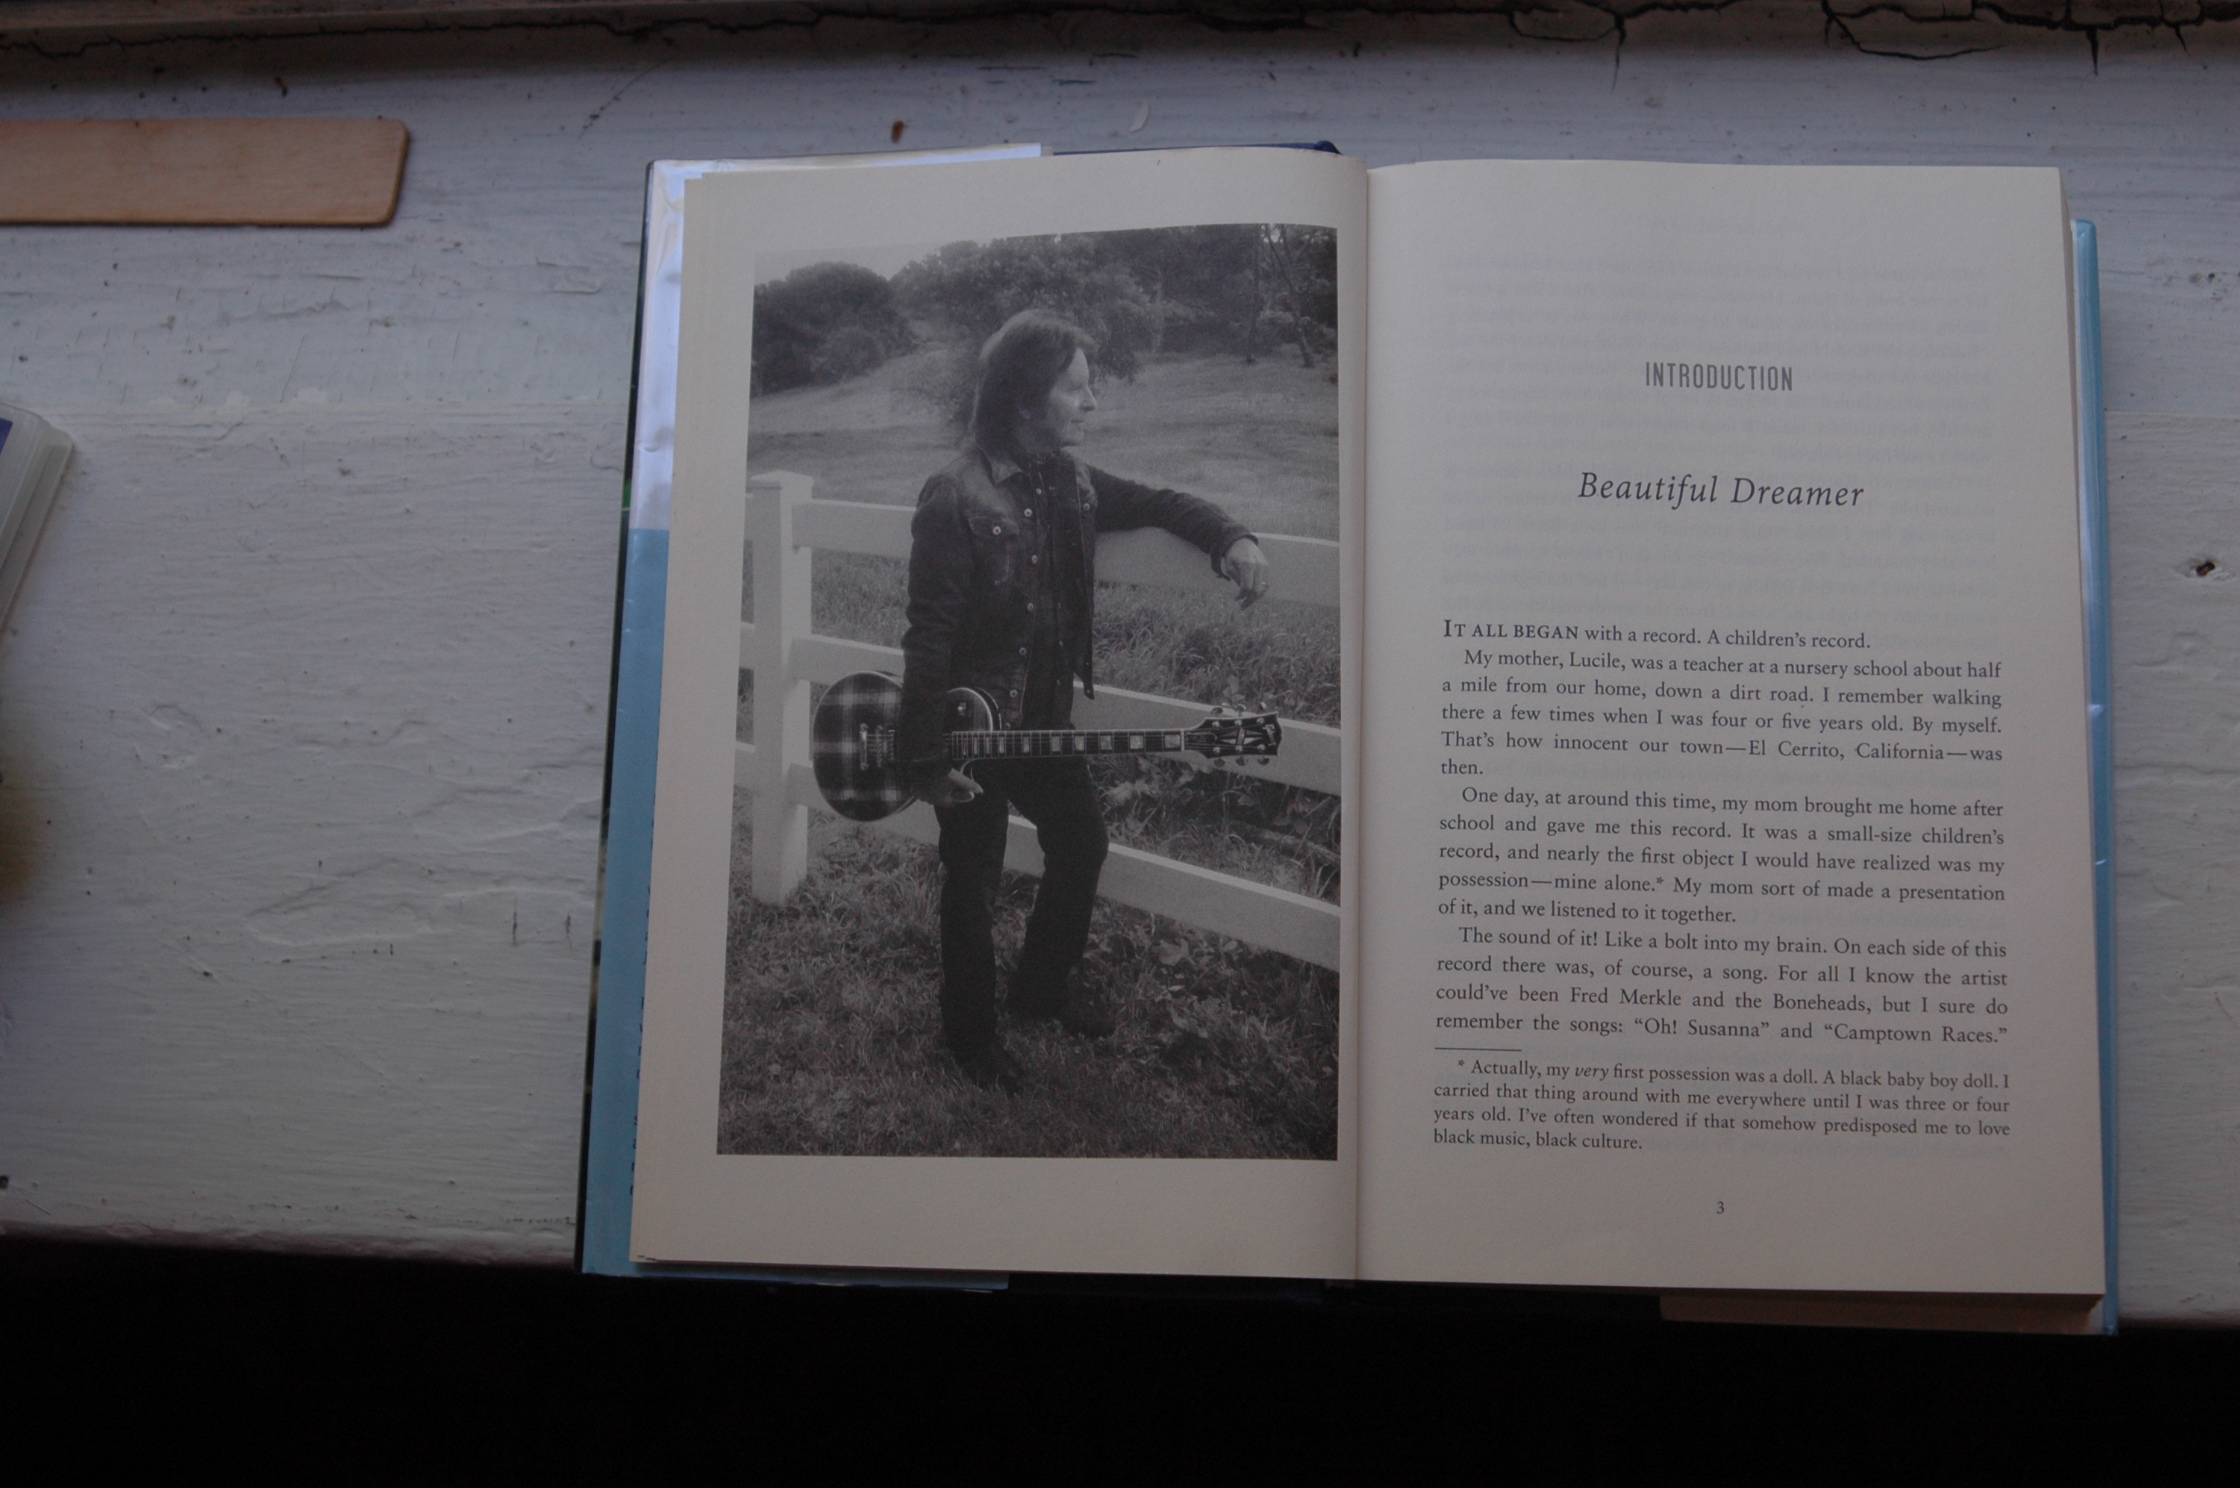 INTRODUCTION
Beautiful Dreamer
IT ALL BEGAN with a record. A children's record.
My mother, Lucile, was a teacher at a nursery school about half
a mile from our home, down a dirt road. I remember walking
there a few times when I was four or five years old. By myself.
That's how innocent our town—El Cerrito, California—was
then.
One day, at around this time, my mom brought me home after
school and gave me this record. It was a small-size children's
record, and nearly the first object I would have realized was my
possession—mine alone.* My mom sort of made a presentation
of it, and we listened to it together.
The sound of it! Like a bolt into my brain. On each side of this
record there was, of course, a song. For all I know the artist
could've been Fred Merkle and the Boneheads, but I sure do
remember the songs: “Oh! Susanna” and “Camptown Races.”
* Actually, my very first possession was a doll. A black baby boy doll. I
carried that thing around with me everywhere until I was three or four
years old. I've often wondered if that somehow predisposed me to love
black music, black culture.
3